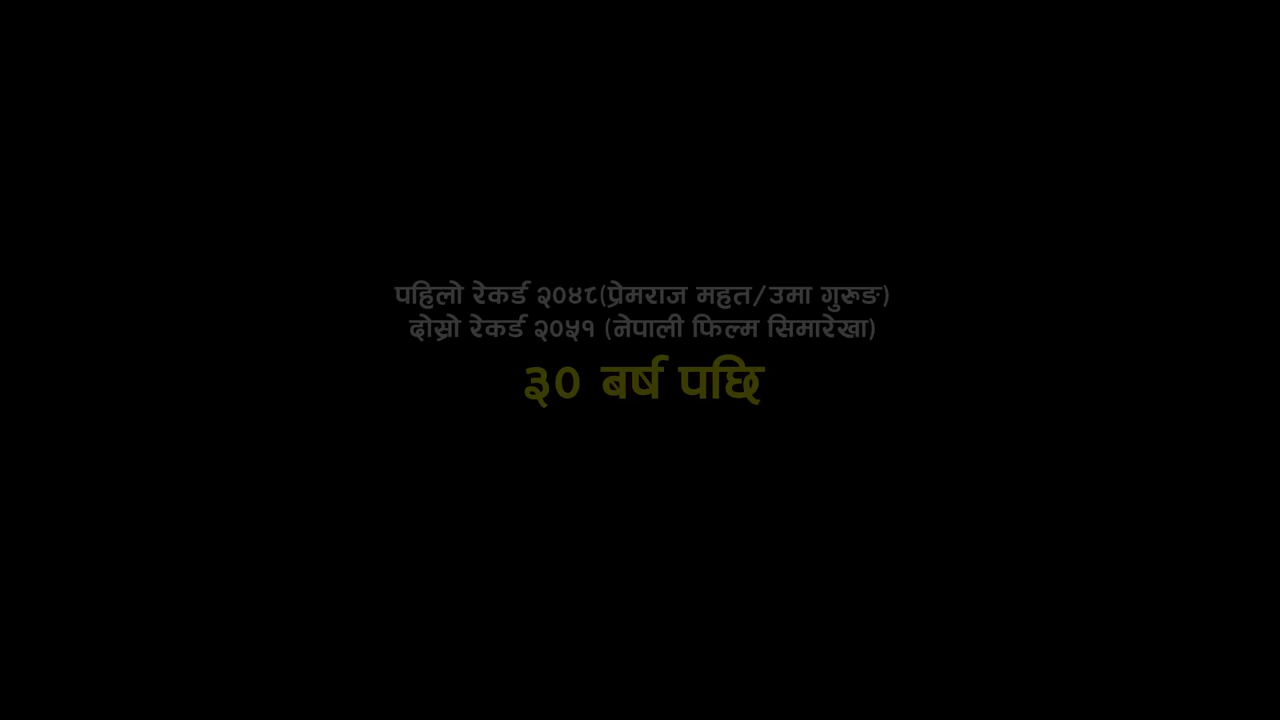 पहिलो रेकर्ड २०४८(प्रेमराज महत/उमा गुरूङ)
दोस्रो रेकर्ड २०५१ (नेपाली फिल्म सिमारेखा)
३० बर्ष पछि